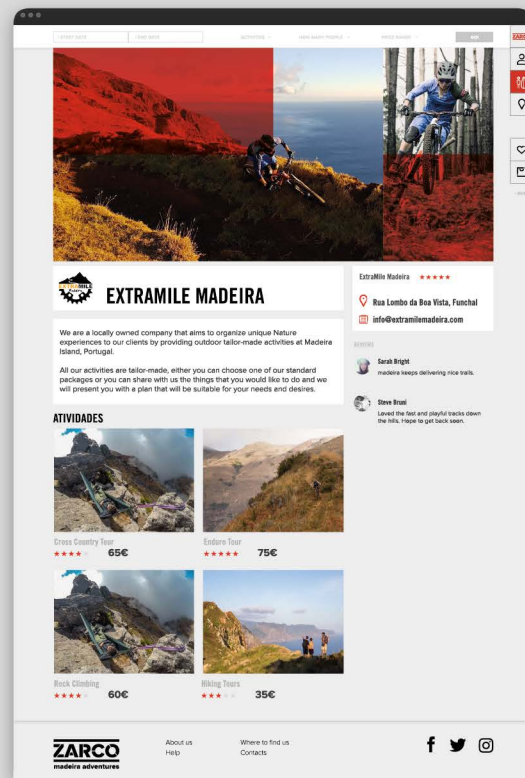 START DATE
END DATE
ACTIVITIES
HOW MANY PEOPLE
PRICE RANGE
ZARCO
EXTRAMILE
EXTRAMILE MADEIRA
ExtraMile Madeira
Rua Lombo da Boa Vista, Funchal
info@extramilemadeira.com
We are a locally owned company that aims to organize unique Nature
experiences to our clients by providing outdoor tailor-made activities at Madeira
Island, Portugal.
All our activities are tailor-made, either you can choose one of our standard
packages or you can share with us the things that you would like to do and we
will present you with a plan that will be suitable for your needs and desires.
REVIEWS
Sarah Bright
madeira keeps delivering nice trails.
Steve Bruni
Loved the fast and playful tracks down
the hills. Hope to get back soon.
ATIVIDADES
Cross Country Tour
65€
Enduro Tour
75€
Rock Climbing
60€
Hiking Tours
35€
ZARCO
madeira adventures
About us
Help
Where to find us
Contacts